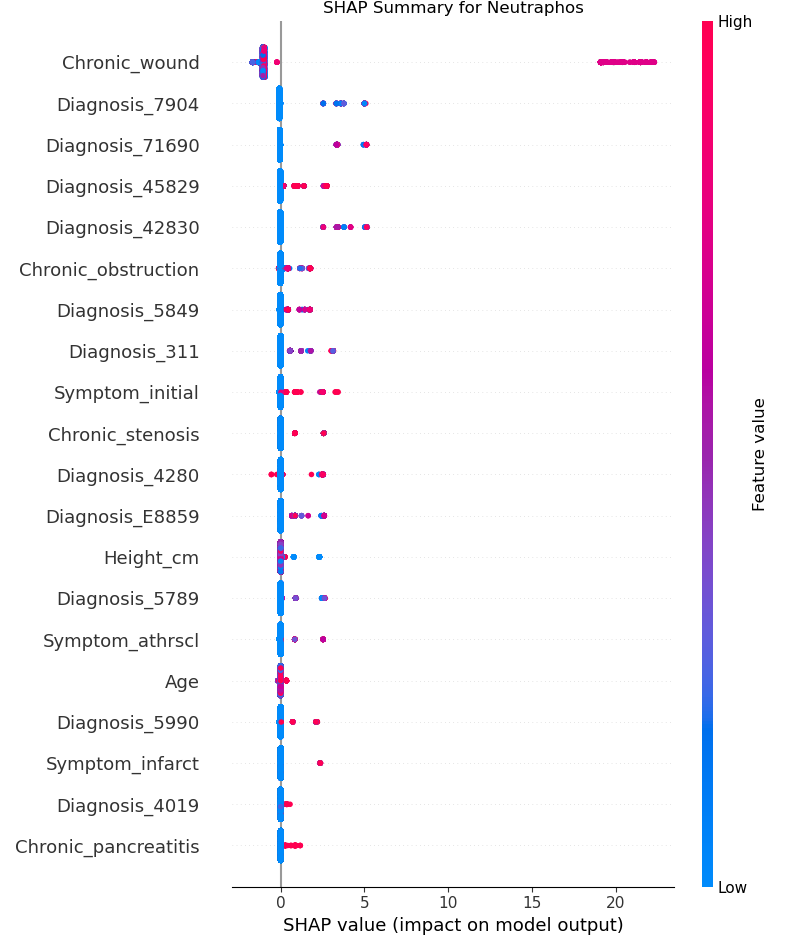 SHAP Summary for Neutraphos
High
Chronic_wound
Diagnosis_7904
Diagnosis_71690
Diagnosis_45829
Diagnosis_42830
Chronic_obstruction
Diagnosis_5849
Diagnosis_311
Symptom_initial
Chronic_stenosis
Diagnosis_4280
Diagnosis_E8859
Height_cm
Diagnosis_5789
Symptom_athrscl
Age
Diagnosis_5990
Symptom_infarct
Diagnosis_4019
Chronic_pancreatitis
Feature value
Low
0 5 10 15 20
SHAP value (impact on model output)